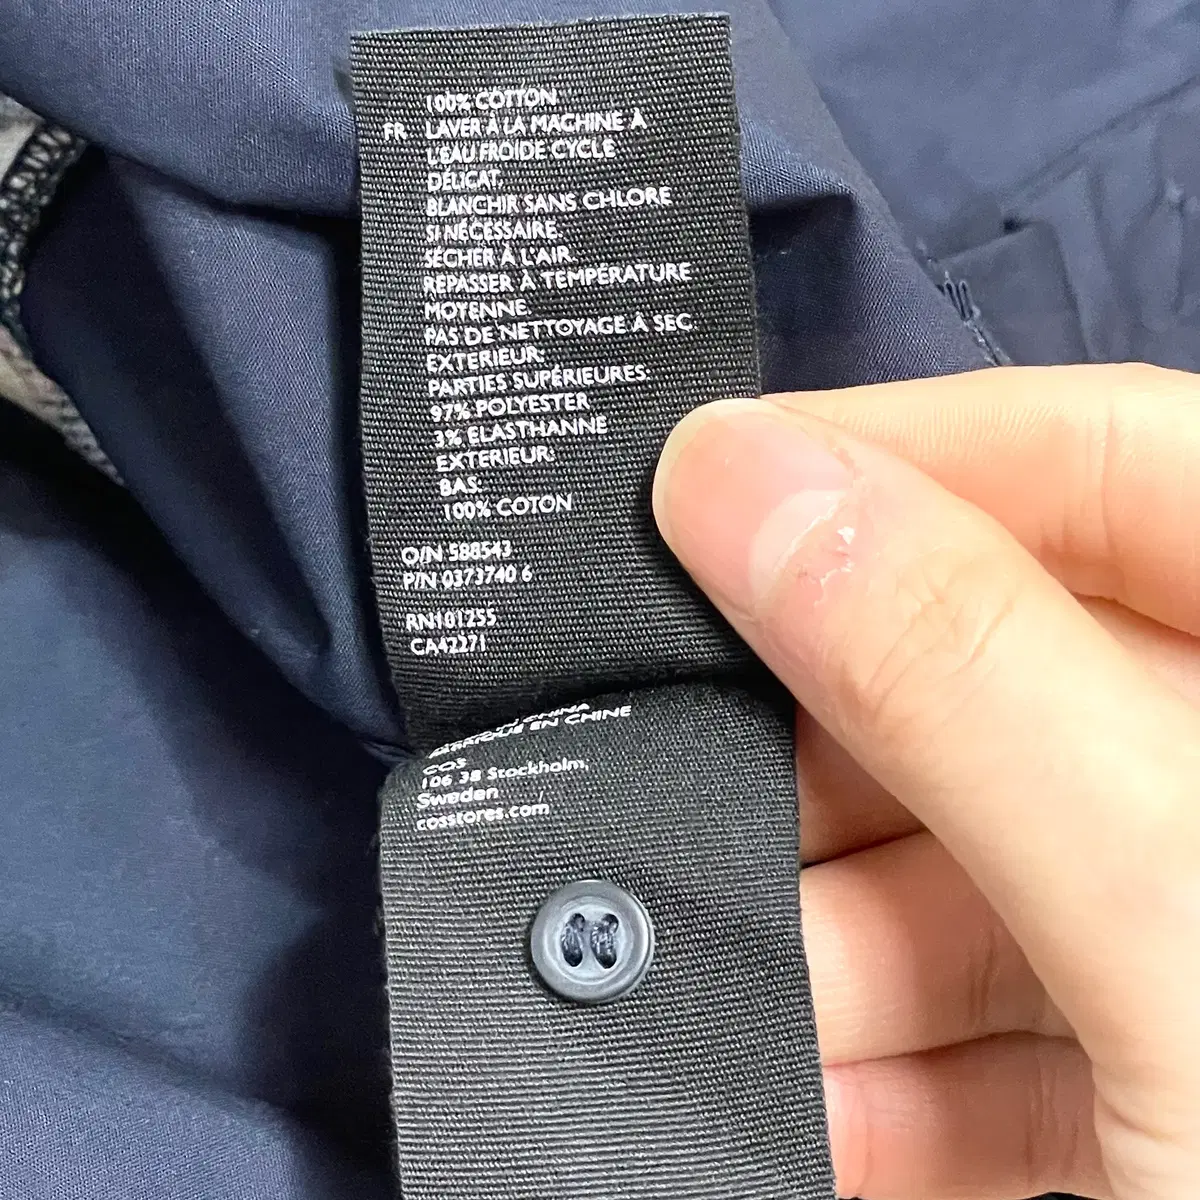 100% COTTON
FR LAVER À LA MACHINE À
L'EAU FROIDE CYCLE
DÉLICAT.
BLANCHIR SANS CHLORE
SI NÉCESSAIRE.
SÉCHER À L'AIR.
REPASSER À TEMPÉRATURE
MOYENNE.
PAS DE NETTOYAGE À SEC
EXTERIEUR:
PARTIES SUPÉRIEURES:
97% POLYESTER
3% ELASTHANNE
EXTERIEUR:
BAS:
100% COTON
O/N 588543
P/N 0373740 6
RN101255
CA42271
CHINA
FABRIQUÉ EN CHINE
COS
106 38 Stockholm,
Sweden
cosstores.com